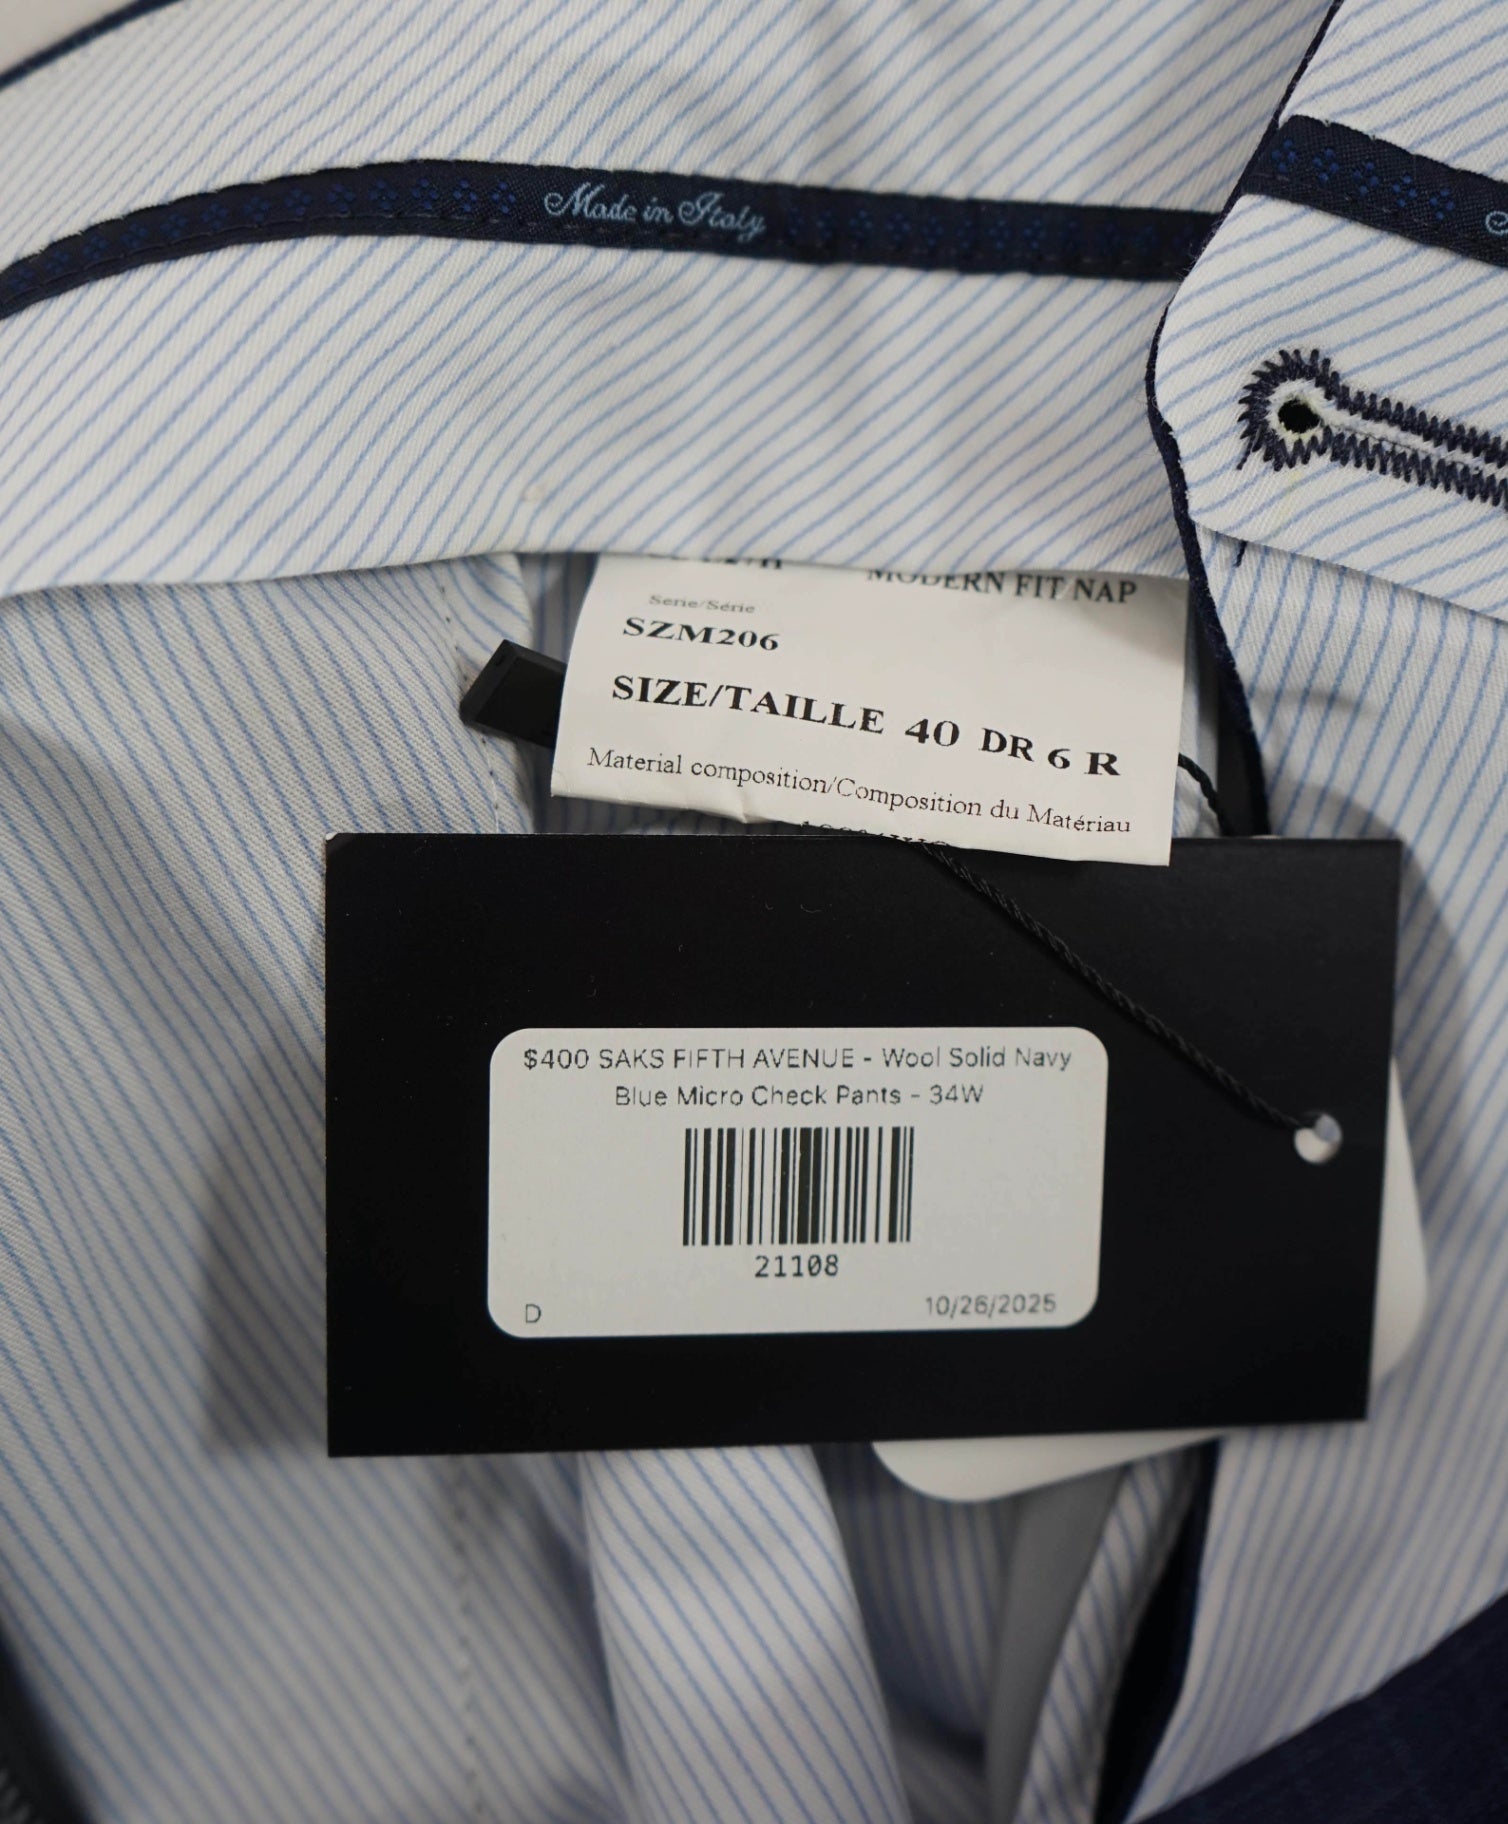 Made in Italy
MODERN FIT NAP
Serie/Série
SZM206
SIZE/TAILLE 40 DR 6 R
Material composition/Composition du Matériau
$400 SAKS FIFTH AVENUE - Wool Solid Navy
Blue Micro Check Pants - 34W
21108
D 10/26/2025